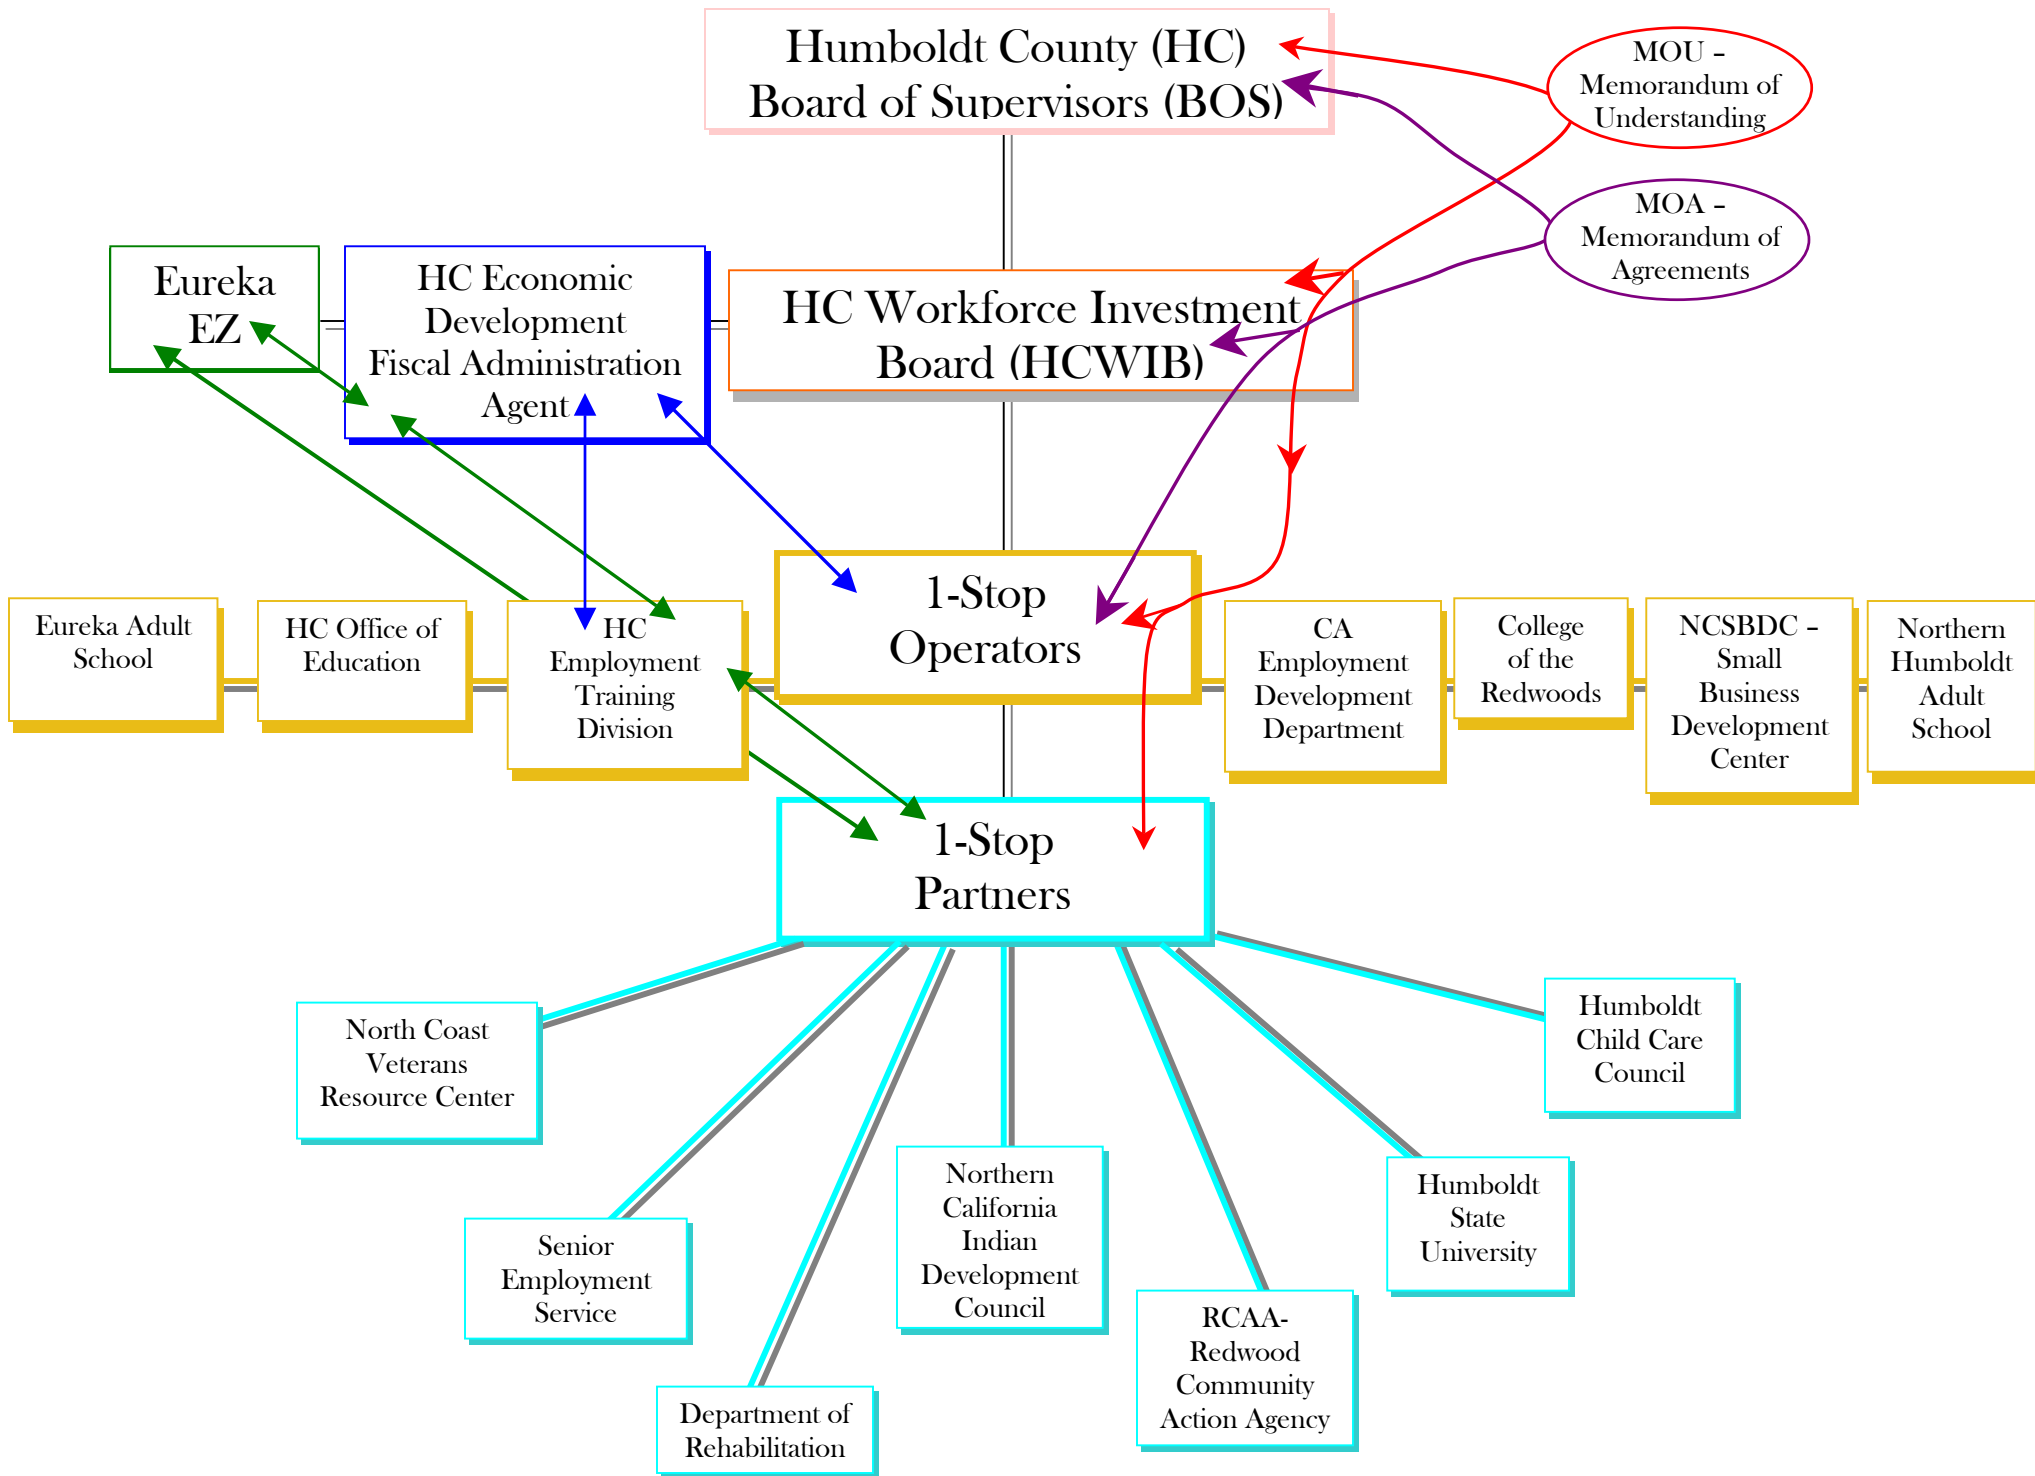 Humboldt County (HC)
Board of Supervisors (BOS)
MOU –
Memorandum of
Understanding
MOA –
Memorandum of
Agreements
Eureka
EZ
HC Economic
Development
Fiscal Administration
Agent
HC Workforce Investment
Board (HCWIB)
1-Stop
Operators
Eureka Adult
School
HC Office of
Education
HC
Employment
Training
Division
CA
Employment
Development
Department
College
of the
Redwoods
NCSBDC –
Small
Business
Development
Center
Northern
Humboldt
Adult
School
1-Stop
Partners
North Coast
Veterans
Resource Center
Senior
Employment
Service
Department of
Rehabilitation
Northern
California
Indian
Development
Council
RCAA-
Redwood
Community
Action Agency
Humboldt
State
University
Humboldt
Child Care
Council